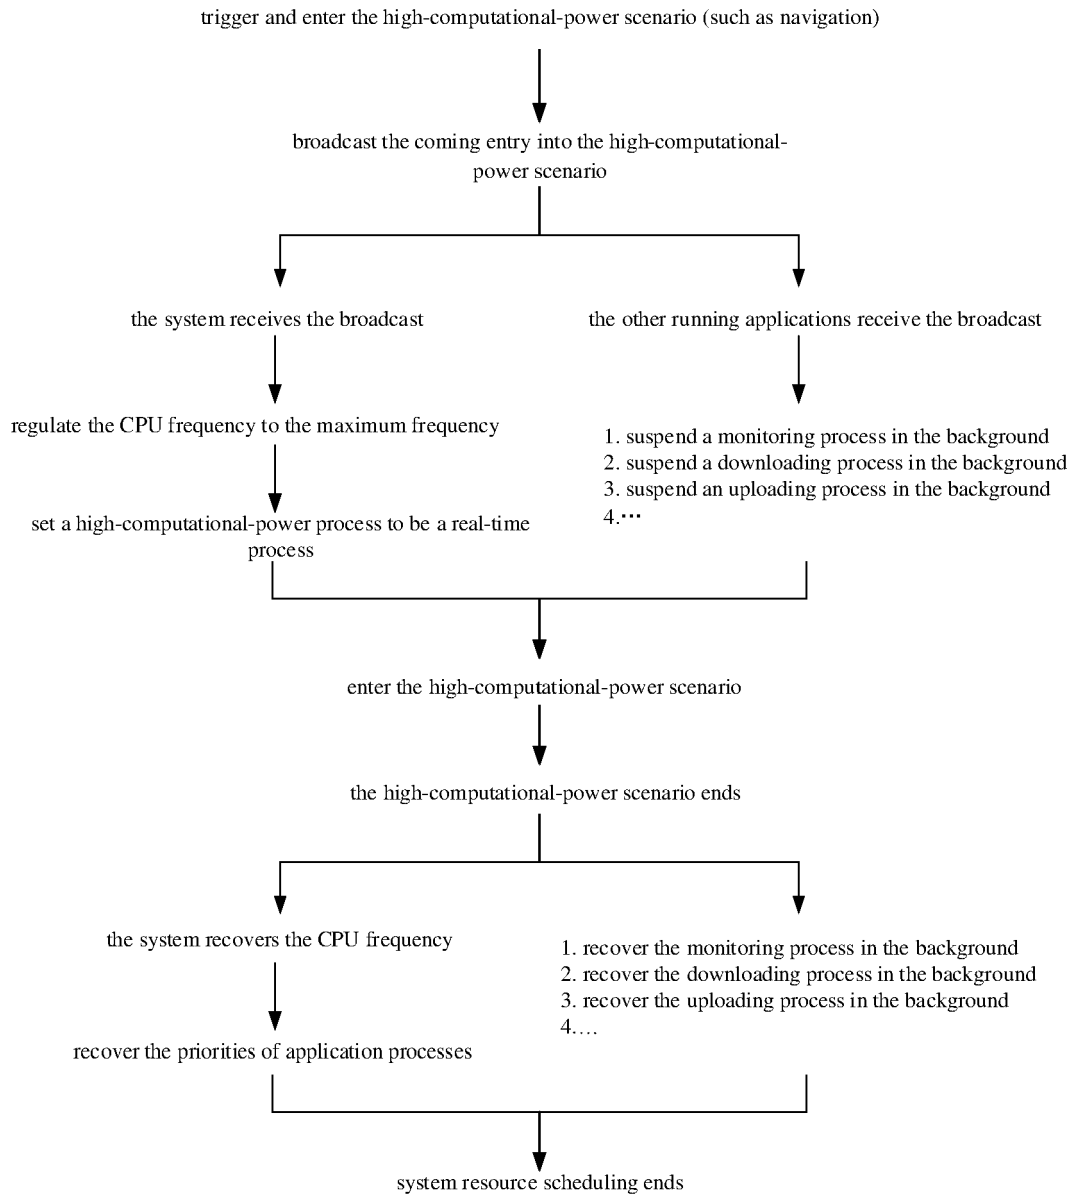 trigger and enter the high-computational-power scenario (such as navigation)
broadcast the coming entry into the high-computational-
power scenario
the system receives the broadcast
the other running applications receive the broadcast
regulate the CPU frequency to the maximum frequency
set a high-computational-power process to be a real-time
process
1. suspend a monitoring process in the background
2. suspend a downloading process in the background
3. suspend an uploading process in the background
4.···
enter the high-computational-power scenario
the high-computational-power scenario ends
the system recovers the CPU frequency
recover the priorities of application processes
1. recover the monitoring process in the background
2. recover the downloading process in the background
3. recover the uploading process in the background
4....
system resource scheduling ends